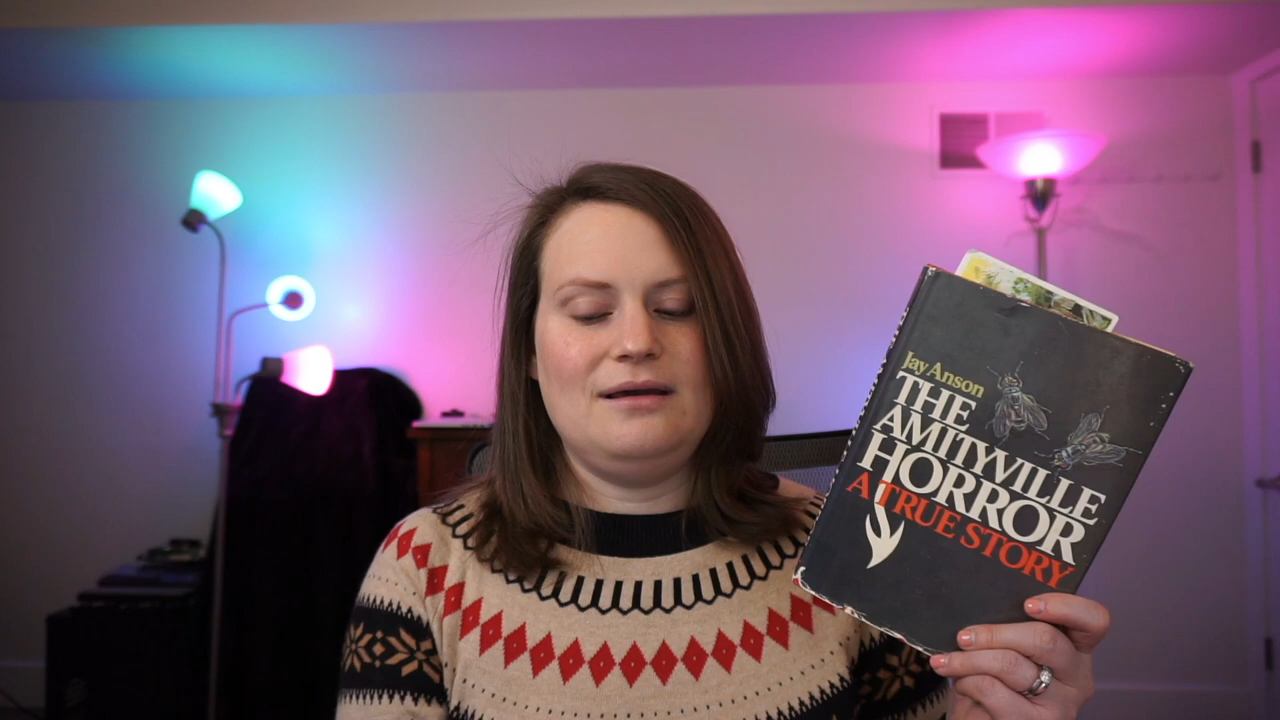 Jay Anson
THE
AMITYVILLE
HORROR
A TRUE STORY